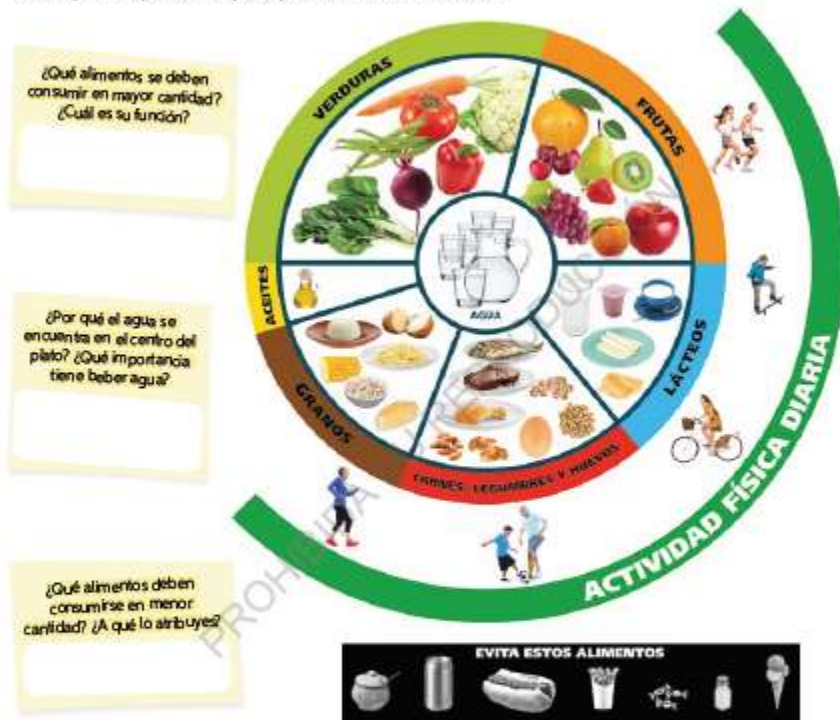 ¿Qué alimentos se deben
consumir en mayor cantidad?
¿Cuál es su función?
¿Por qué el agua se
encuentra en el centro del
plato? ¿Qué importancia
tiene beber agua?
¿Qué alimentos deben
consumirse en menor
cantidad? ¿A qué lo atribuyes?
VERDURAS
FRUTAS
ACEITES
AGUA
LÁCTEOS
GRANOS
CARNES, LEGUMBRES Y HUEVOS
ACTIVIDAD FÍSICA DIARIA
EVITA ESTOS ALIMENTOS